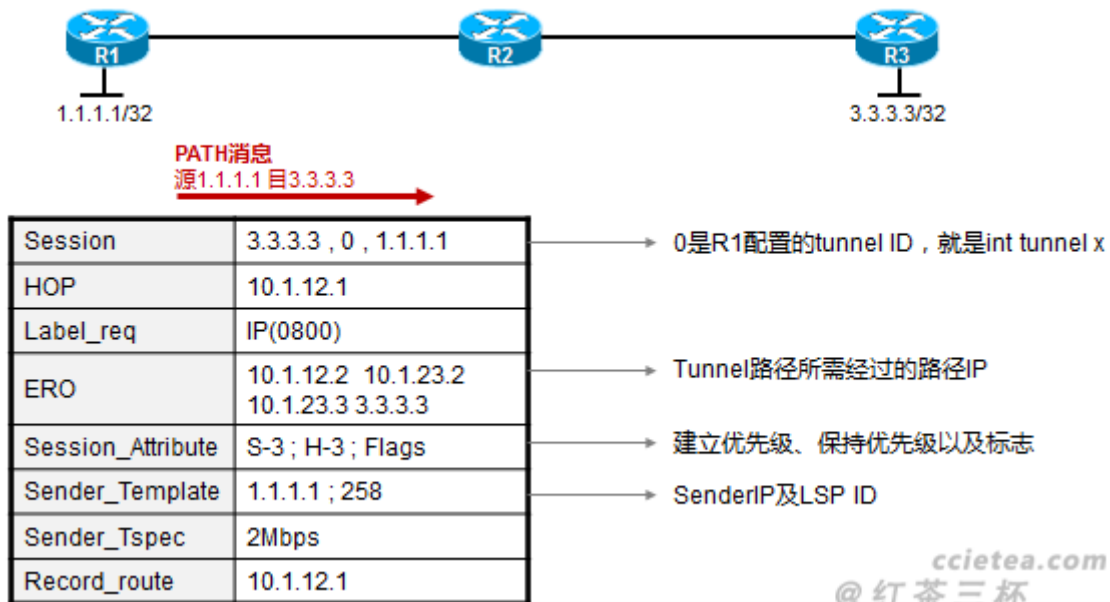 R1
R2
R3
1.1.1.1/32
3.3.3.3/32
PATH消息
源1.1.1.1 目3.3.3.3
Session 3.3.3.3 , 0 , 1.1.1.1
0是R1配置的tunnel ID，就是int tunnel x
HOP 10.1.12.1
Label_req IP(0800)
ERO 10.1.12.2 10.1.23.2
10.1.23.3 3.3.3.3
Tunnel路径所需经过的路径IP
Session_Attribute S-3 ; H-3 ; Flags
建立优先级、保持优先级以及标志
Sender_Template 1.1.1.1 ; 258
SenderIP及LSP ID
Sender_Tspec 2Mbps
Record_route 10.1.12.1
ccietea.com
@红茶三杯